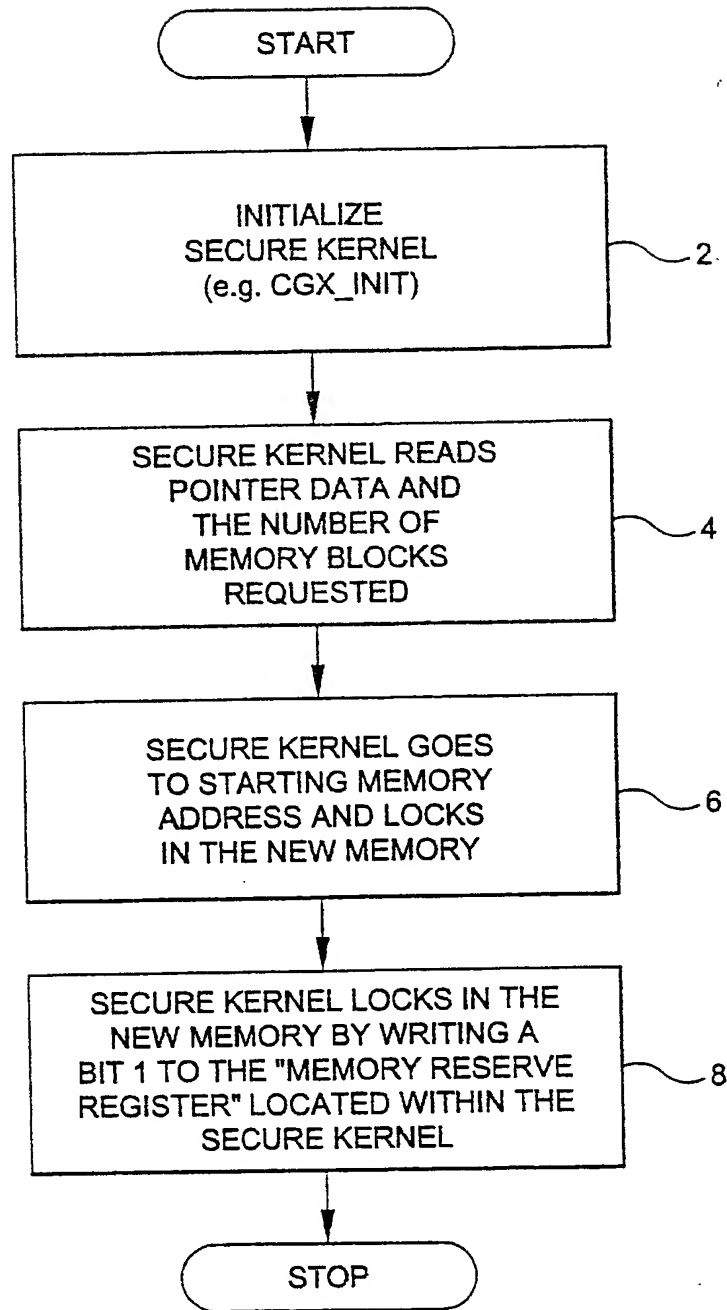 START
INITIALIZE
SECURE KERNEL
(e.g. CGX_INIT)
2
SECURE KERNEL READS
POINTER DATA AND
THE NUMBER OF
MEMORY BLOCKS
REQUESTED
4
SECURE KERNEL GOES
TO STARTING MEMORY
ADDRESS AND LOCKS
IN THE NEW MEMORY
6
SECURE KERNEL LOCKS IN THE
NEW MEMORY BY WRITING A
BIT 1 TO THE "MEMORY RESERVE
REGISTER" LOCATED WITHIN THE
SECURE KERNEL
8
STOP